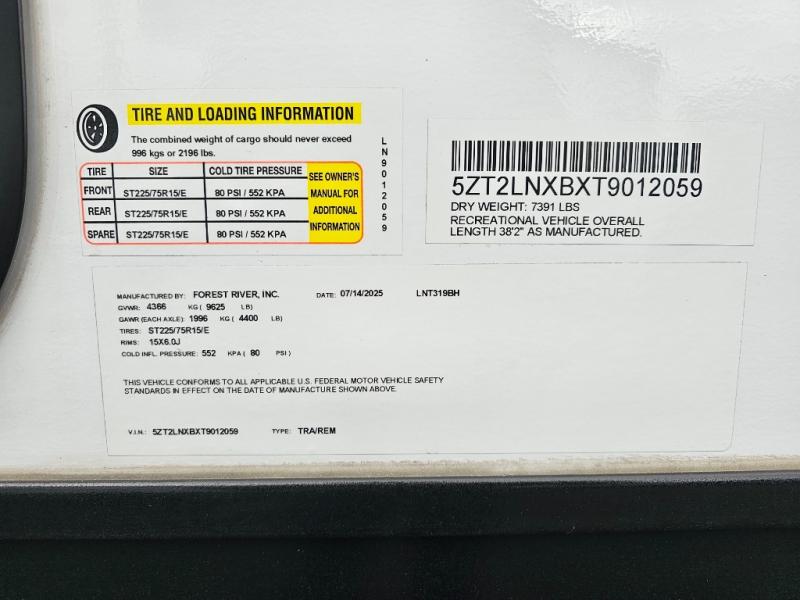 TIRE AND LOADING INFORMATION
The combined weight of cargo should never exceed
996 kgs or 2196 lbs.
TIRE SIZE COLD TIRE PRESSURE
FRONT ST225/75R15/E 80 PSI / 552 KPA
REAR ST225/75R15/E 80 PSI / 552 KPA
SPARE ST225/75R15/E 80 PSI / 552 KPA
SEE OWNER'S
MANUAL FOR
ADDITIONAL
INFORMATION
LN9012059
5ZT2LNXBXT9012059
DRY WEIGHT: 7391 LBS
RECREATIONAL VEHICLE OVERALL
LENGTH 38'2" AS MANUFACTURED.
MANUFACTURED BY: FOREST RIVER, INC. DATE: 07/14/2025 LNT319BH
GVWR: 4366 KG ( 9625 LB)
GAWR (EACH AXLE): 1996 KG ( 4400 LB)
TIRES: ST225/75R15/E
RIMS: 15X6.0J
COLD INFL. PRESSURE: 552 KPA ( 80 PSI )
THIS VEHICLE CONFORMS TO ALL APPLICABLE U.S. FEDERAL MOTOR VEHICLE SAFETY
STANDARDS IN EFFECT ON THE DATE OF MANUFACTURE SHOWN ABOVE.
V.I.N.: 5ZT2LNXBXT9012059 TYPE: TRA/REM